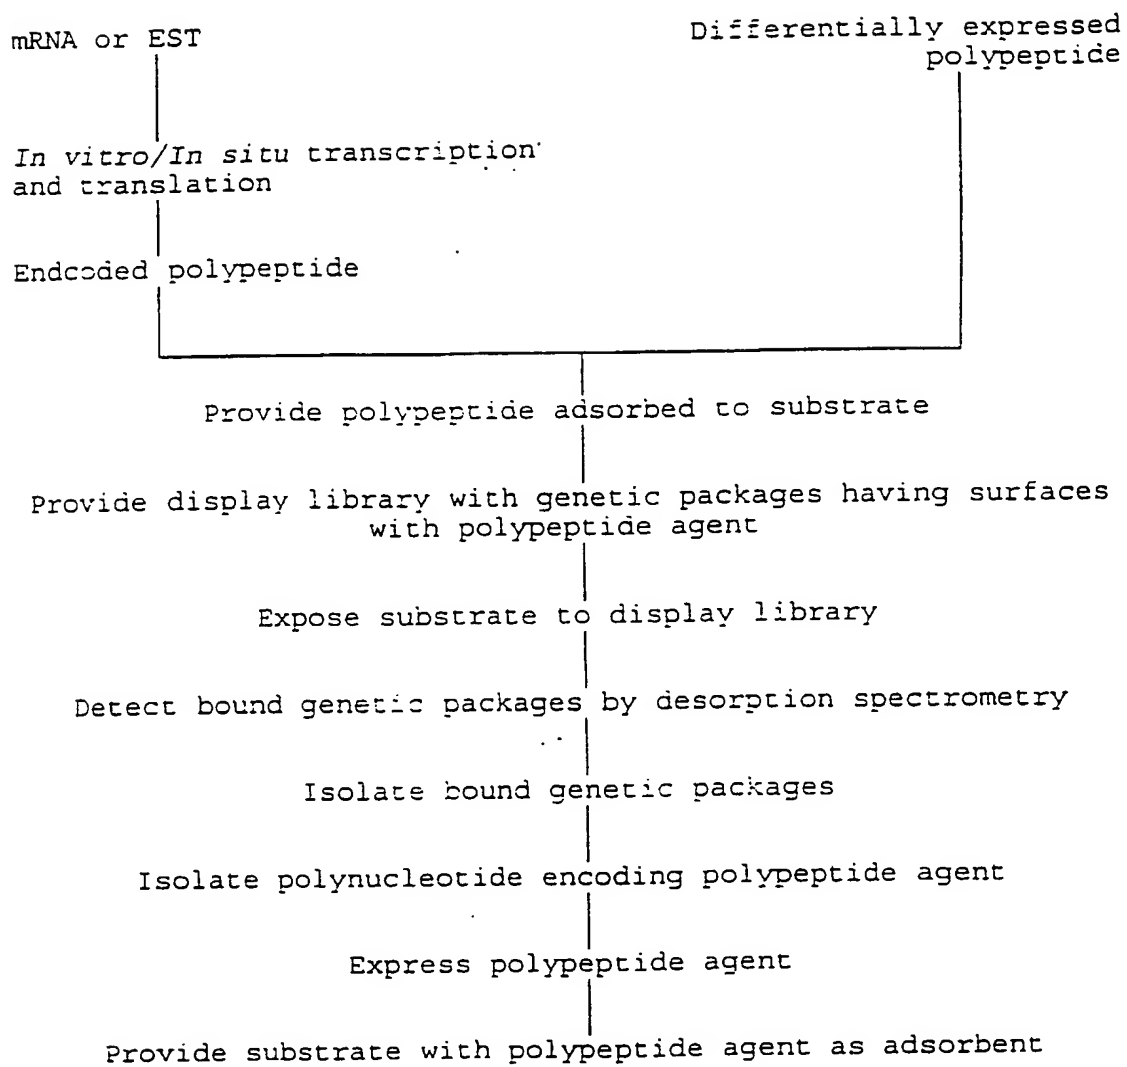 mRNA or EST
Differentially expressed
polypeptide
In vitro/In situ transcription
and translation
Endcoded polypeptide
Provide polypeptide adsorbed to substrate
Provide display library with genetic packages having surfaces
with polypeptide agent
Expose substrate to display library
Detect bound genetic packages by desorption spectrometry
Isolate bound genetic packages
Isolate polynucleotide encoding polypeptide agent
Express polypeptide agent
Provide substrate with polypeptide agent as adsorbent